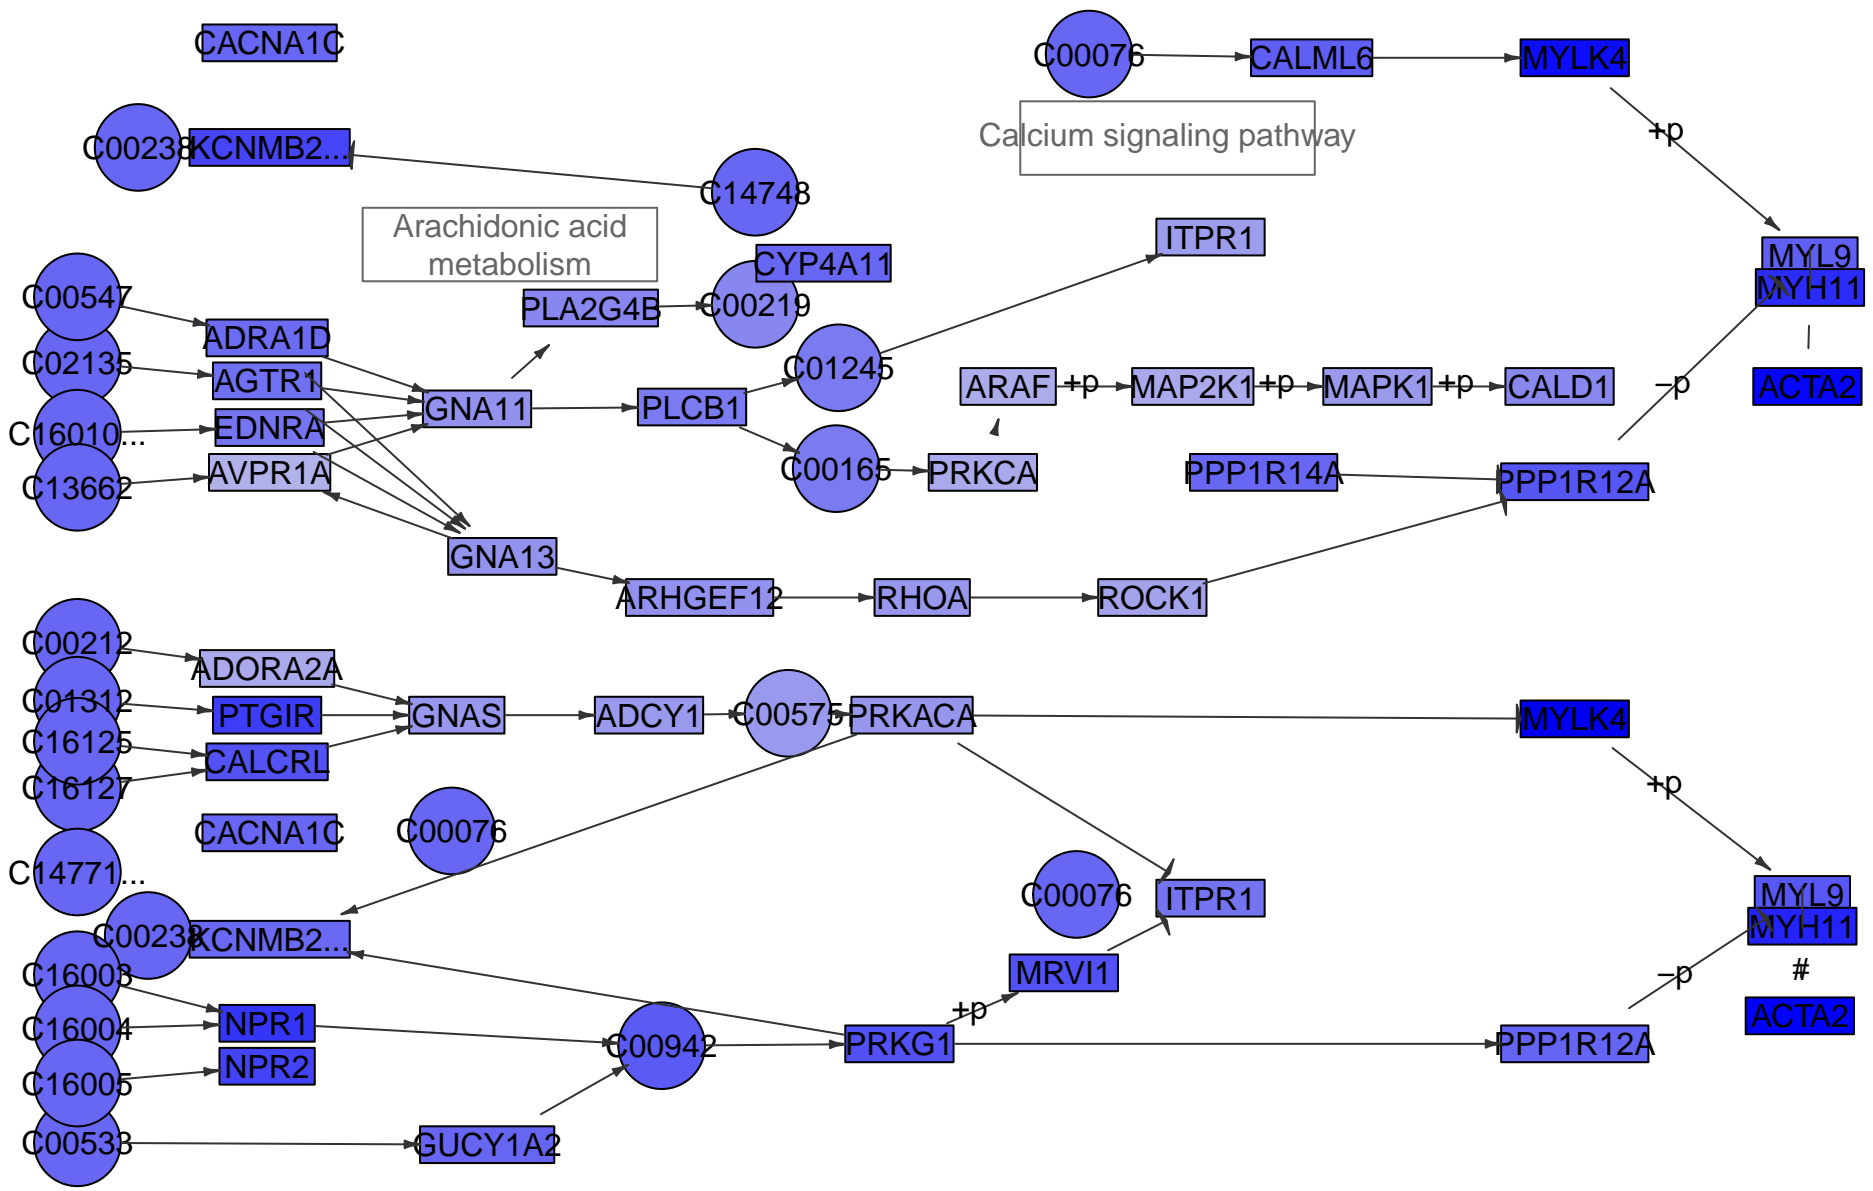 CACNA1C
C00076
CALML6
MYLK4
Calcium signaling pathway
+p
C00238
KCNMB2...
C14748
Arachidonic acid
metabolism
ITPR1
CYP4A11
MYL9
MYH11
C00547
PLA2G4B
C00219
ADRA1D
C02135
AGTR1
C01245
ARAF
+p
MAP2K1
+p
MAPK1
+p
CALD1
–p
ACTA2
GNA11
PLCB1
C16010...
EDNRA
C13662
AVPR1A
C00165
PRKCA
PPP1R14A
PPP1R12A
GNA13
ARHGEF12
RHOA
ROCK1
C00212
ADORA2A
C01312
PTGIR
GNAS
ADCY1
C00575
PRKACA
MYLK4
C16125
CALCRL
C16127
+p
CACNA1C
C00076
C14771...
C00076
ITPR1
MYL9
MYH11
C00238
KCNMB2...
C16003
MRVI1
–p
#
+p
C16004
NPR1
C00942
PRKG1
PPP1R12A
ACTA2
C16005
NPR2
C00533
GUCY1A2